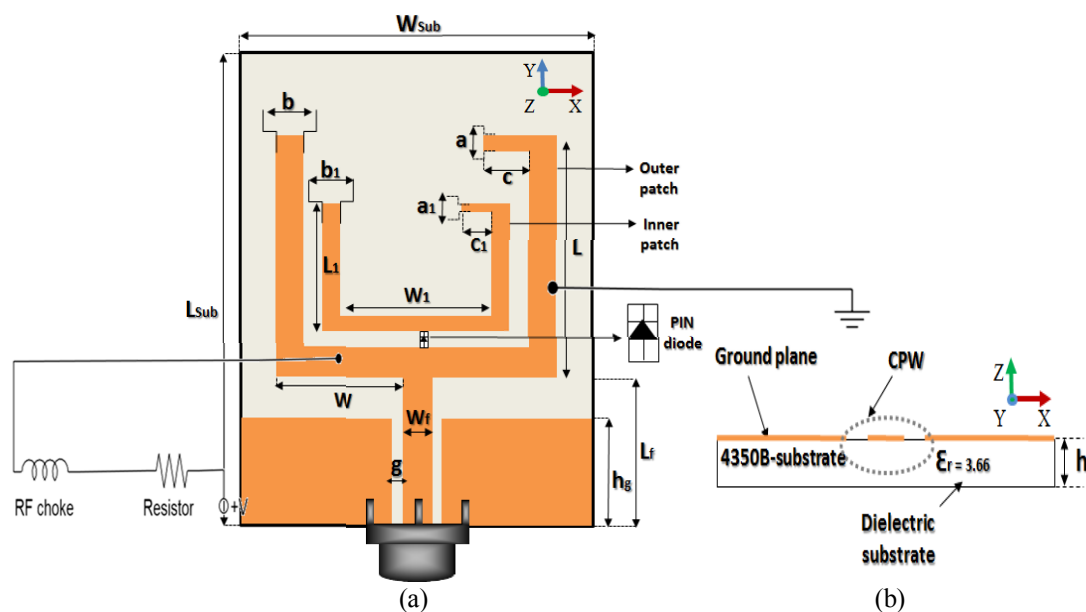 WSub
Y
Z
X
b
a
c
Outer
patch
b1
a1
C1
Inner
patch
L
L1
W1
LSub
PIN
diode
Ground plane
CPW
Z
Y
X
W
Wf
Lf
4350B-substrate
Ɛr = 3.66
h
g
hg
RF choke
Resistor
+V
Dielectric
substrate
(a)
(b)